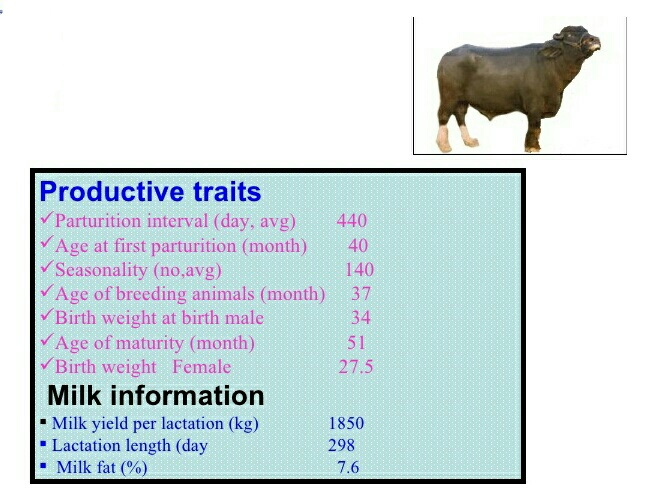 Productive traits
✓Parturition interval (day, avg) 440
✓Age at first parturition (month) 40
✓Seasonality (no,avg) 140
✓Age of breeding animals (month) 37
✓Birth weight at birth male 34
✓Age of maturity (month) 51
✓Birth weight Female 27.5
Milk information
▪ Milk yield per lactation (kg) 1850
▪ Lactation length (day 298
▪ Milk fat (%) 7.6